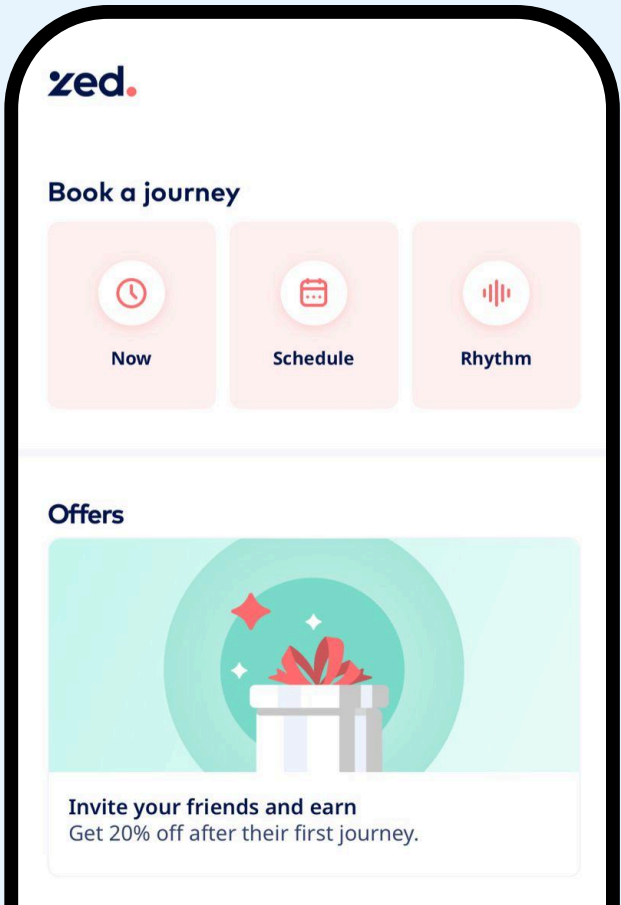 zed.
Book a journey
Now
Schedule
Rhythm
Offers
Invite your friends and earn
Get 20% off after their first journey.